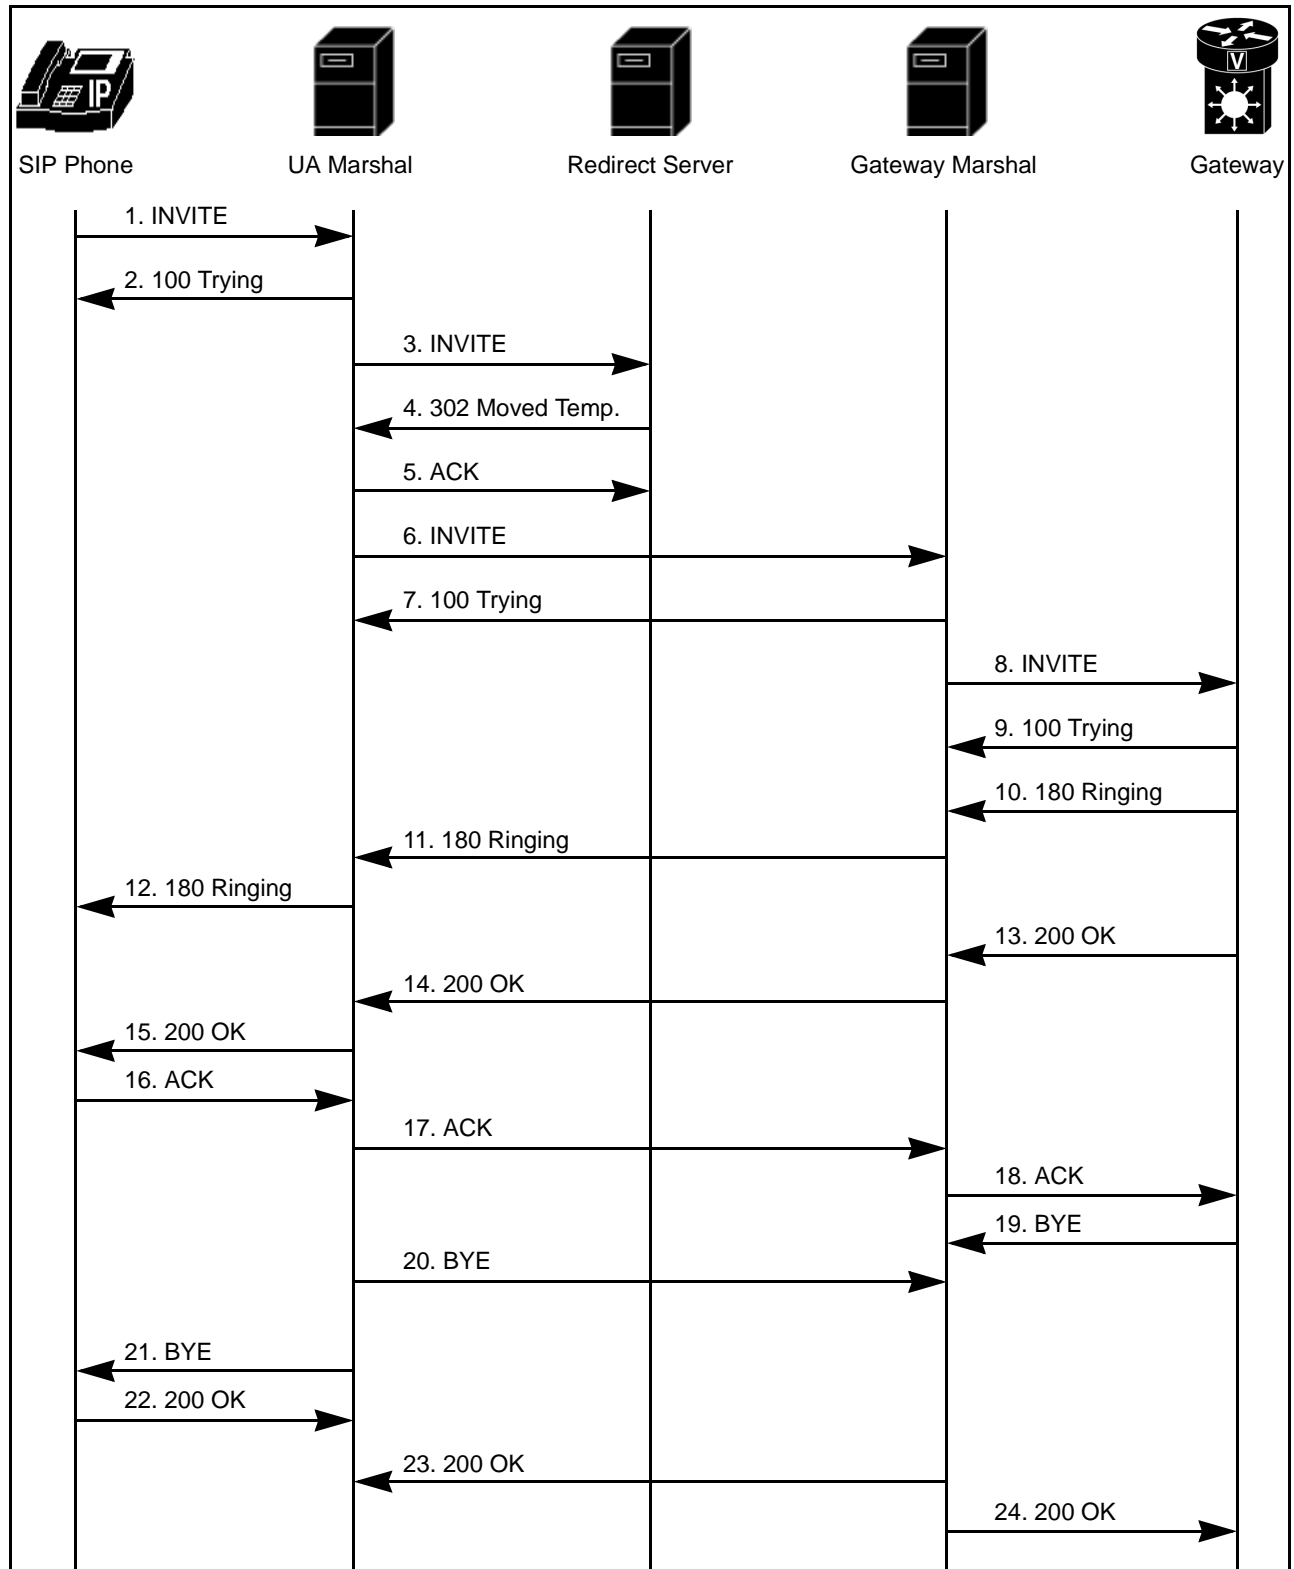 IP
V
SIP Phone
UA Marshal
Redirect Server
Gateway Marshal
Gateway
1. INVITE
2. 100 Trying
3. INVITE
4. 302 Moved Temp.
5. ACK
6. INVITE
7. 100 Trying
8. INVITE
9. 100 Trying
10. 180 Ringing
11. 180 Ringing
12. 180 Ringing
13. 200 OK
14. 200 OK
15. 200 OK
16. ACK
17. ACK
18. ACK
19. BYE
20. BYE
21. BYE
22. 200 OK
23. 200 OK
24. 200 OK